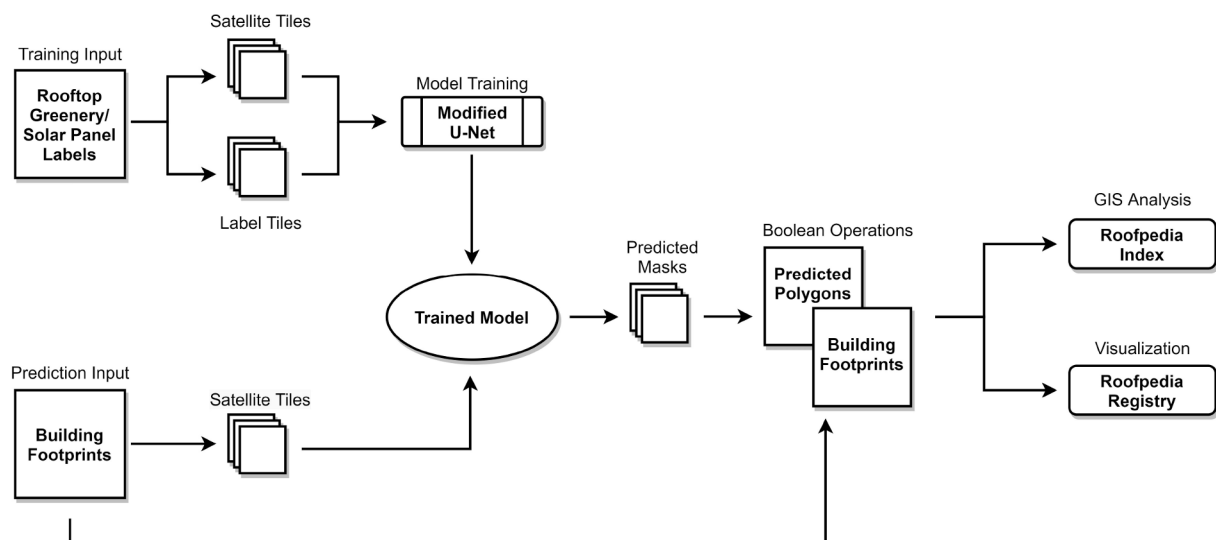 Satellite Tiles
Training Input
Rooftop
Greenery/
Solar Panel
Labels
Label Tiles
Model Training
Modified
U-Net
Trained Model
Prediction Input
Building
Footprints
Satellite Tiles
Predicted
Masks
Boolean Operations
Predicted
Polygons
Building
Footprints
GIS Analysis
Roofpedia
Index
Visualization
Roofpedia
Registry